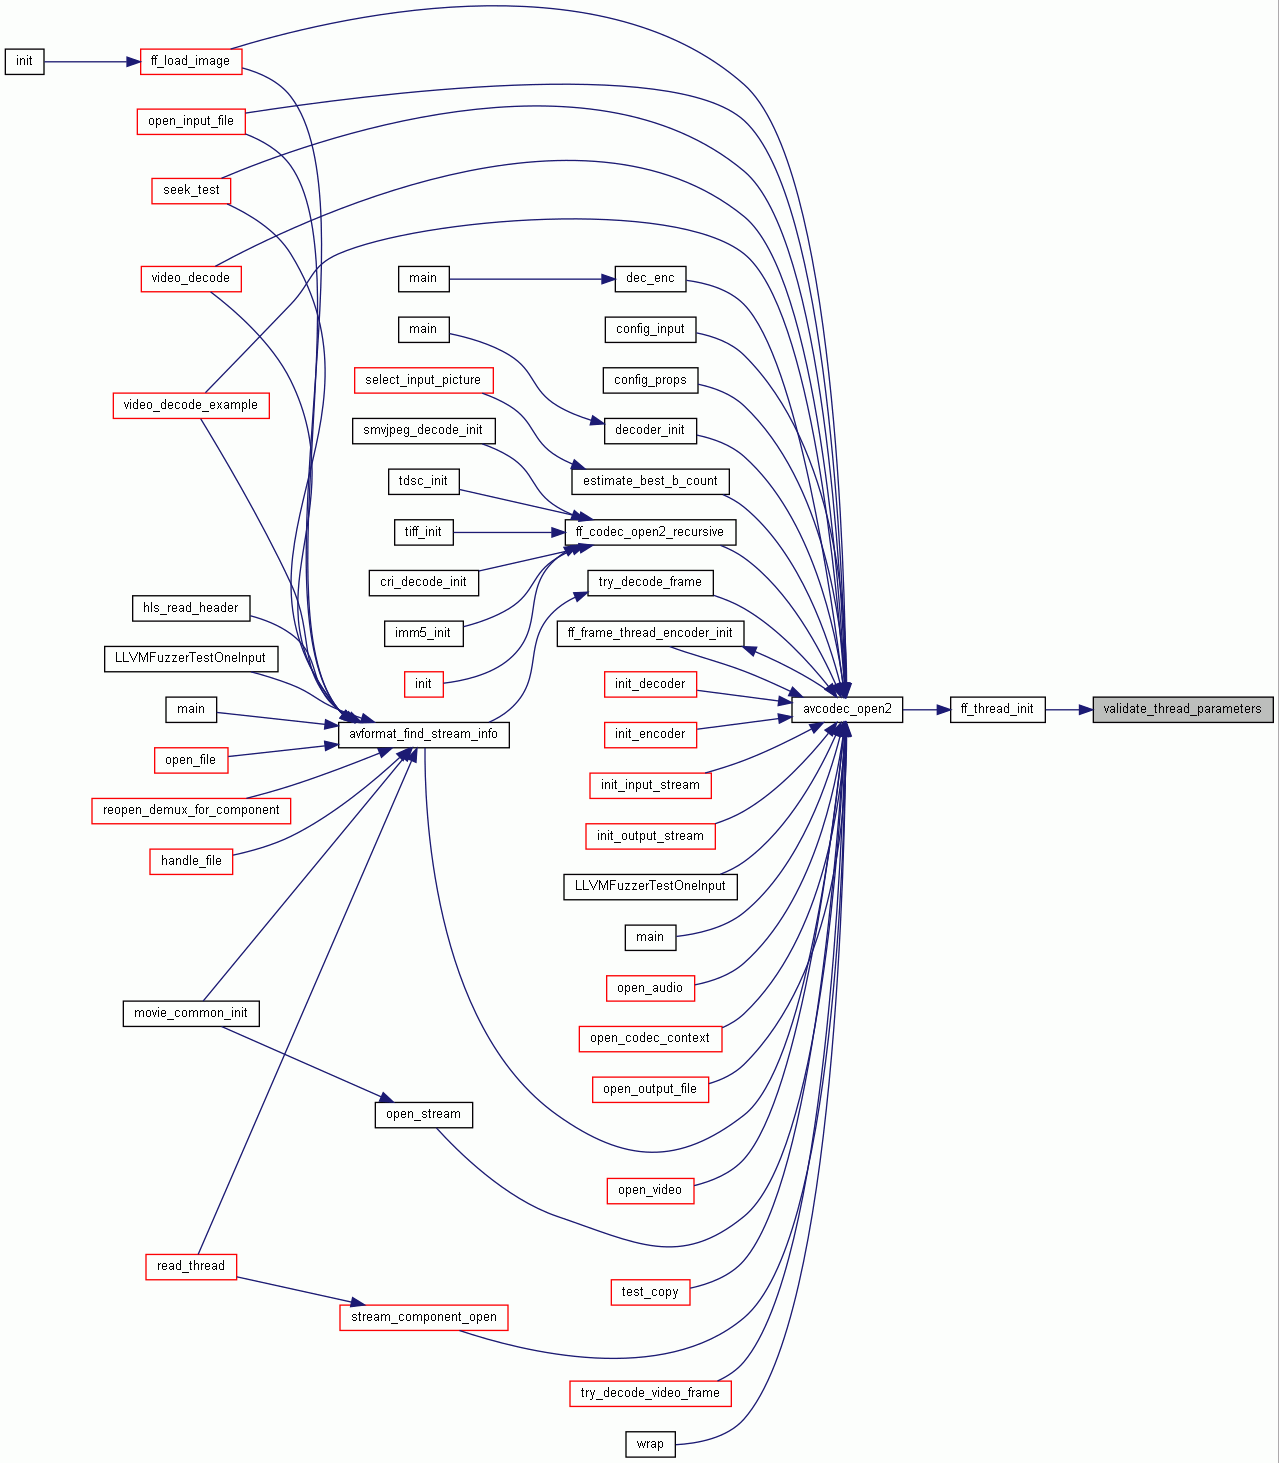 init
ff_load_image
open_input_file
seek_test
video_decode
main
dec_enc
main
config_input
select_input_picture
config_props
video_decode_example
smvjpeg_decode_init
decoder_init
tdsc_init
estimate_best_b_count
tiff_init
ff_codec_open2_recursive
cri_decode_init
try_decode_frame
hls_read_header
imm5_init
ff_frame_thread_encoder_init
LLVMFuzzerTestOneInput
init
init_decoder
main
avcodec_open2
ff_thread_init
validate_thread_parameters
avformat_find_stream_info
init_encoder
open_file
init_input_stream
reopen_demux_for_component
init_output_stream
handle_file
LLVMFuzzerTestOneInput
main
open_audio
movie_common_init
open_codec_context
open_output_file
open_stream
open_video
read_thread
test_copy
stream_component_open
try_decode_video_frame
wrap